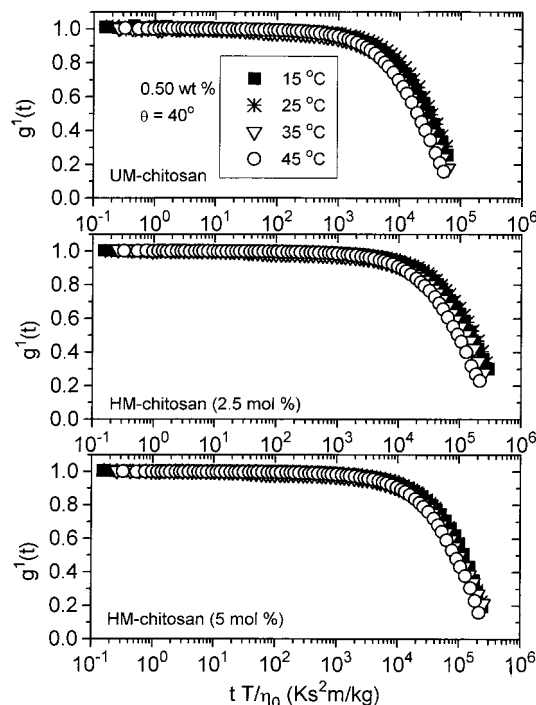 1.0
0.8
0.6
0.4
0.2
0.0
g¹(t)
0.50 wt %
θ = 40°
15 °C
25 °C
35 °C
45 °C
UM-chitosan
10⁻¹ 10⁰ 10¹ 10² 10³ 10⁴ 10⁵ 10⁶
1.0
0.8
0.6
0.4
0.2
0.0
g¹(t)
HM-chitosan (2.5 mol %)
10⁻¹ 10⁰ 10¹ 10² 10³ 10⁴ 10⁵ 10⁶
1.0
0.8
0.6
0.4
0.2
0.0
g¹(t)
HM-chitosan (5 mol %)
10⁻¹ 10⁰ 10¹ 10² 10³ 10⁴ 10⁵ 10⁶
t T/η₀ (Ks²m/kg)